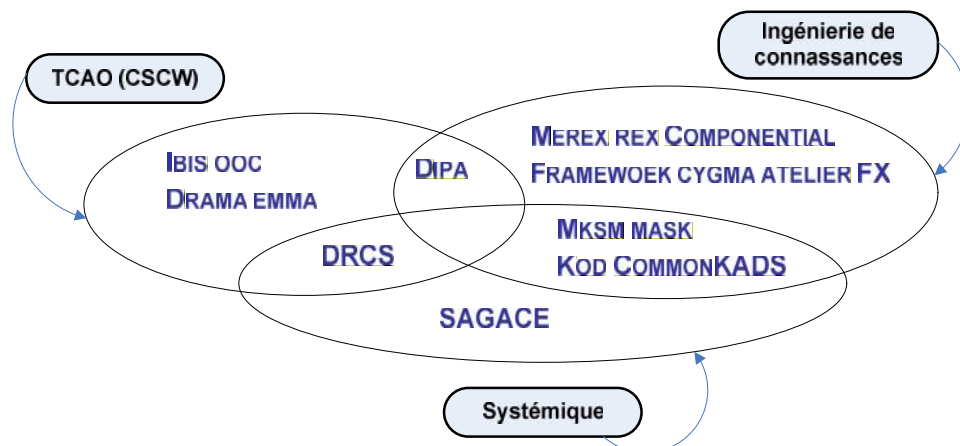 Ingénierie de
connassances
TCAO (CSCW)
IBIS OOC
DRAMA EMMA
DIPA
MEREX REX COMPONENTIAL
FRAMEWOEK CYGMA ATELIER FX
DRCS
MKSM MASK
KOD COMMONKADS
SAGACE
Systémique